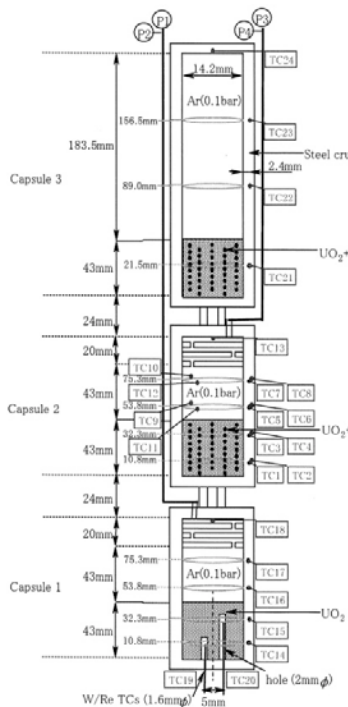 P1
P3
P2
P4
TC24
14.2mm
Ar(0.1bar)
156.5mm
TC23
183.5mm
Steel cru
2.4mm
Capsule 3
89.0mm
TC22
UO₂
43mm
21.5mm
TC21
24mm
20mm
TC13
TC10
75.3mm
TC12
TC7
TC8
43mm
Ar(0.1bar)
53.8mm
Capsule 2
TC9
TC5
TC6
UO₂
32.3mm
TC3
TC4
43mm
TC11
10.8mm
TC1
TC2
24mm
20mm
TC18
75.3mm
TC17
43mm
Ar(0.1bar)
53.8mm
TC16
Capsule 1
UO₂
32.3mm
TC15
43mm
10.8mm
TC14
TC19
TC20
hole (2mmϕ)
W/Re TCs (1.6mmϕ)
5mm